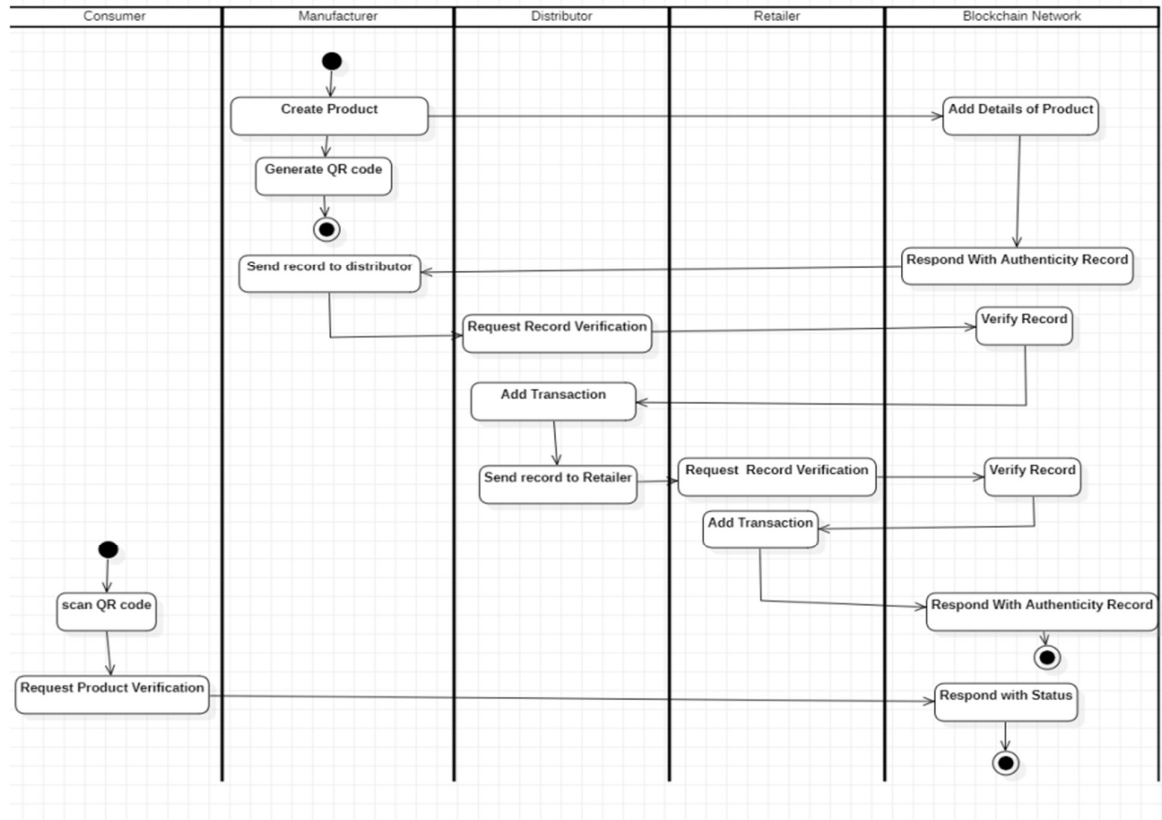 Consumer
Manufacturer
Distributor
Retailer
Blockchain Network
Create Product
Add Details of Product
Generate QR code
Send record to distributor
Respond With Authenticity Record
Request Record Verification
Verify Record
Add Transaction
Send record to Retailer
Request  Record Verification
Verify Record
Add Transaction
scan QR code
Respond With Authenticity Record
Request Product Verification
Respond with Status